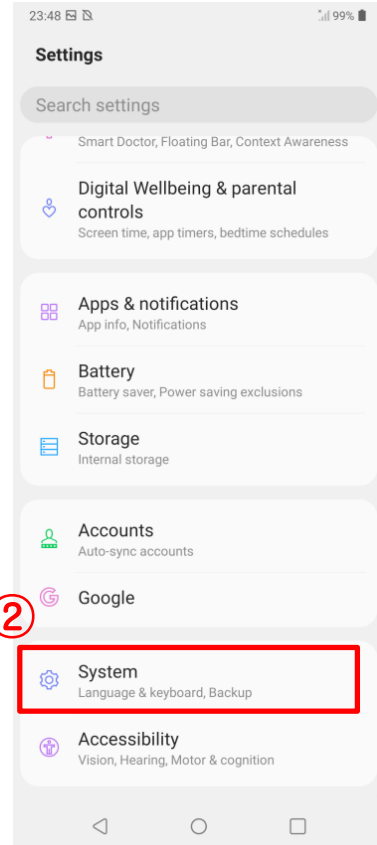 23:48 99%
Settings
Search settings
Smart Doctor, Floating Bar, Context Awareness
Digital Wellbeing & parental
controls
Screen time, app timers, bedtime schedules
Apps & notifications
App info, Notifications
Battery
Battery saver, Power saving exclusions
Storage
Internal storage
Accounts
Auto-sync accounts
Google
②
System
Language & keyboard, Backup
Accessibility
Vision, Hearing, Motor & cognition